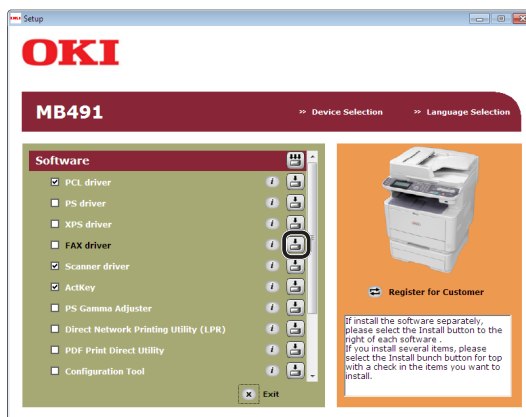 Setup
OKI
MB491
» Device Selection
» Language Selection
Software
PCL driver
PS driver
XPS driver
FAX driver
Scanner driver
ActKey
PS Gamma Adjuster
Direct Network Printing Utility (LPR)
PDF Print Direct Utility
Configuration Tool
x Exit
Register for Customer
If install the software separately,
please select the Install button to the
right of each software .
If you install several items, please
select the Install bunch button for top
with a check in the items you want to
install.